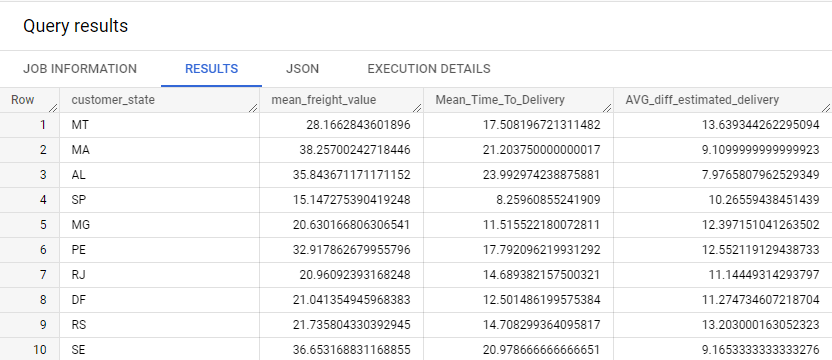 Query results
JOB INFORMATION RESULTS JSON EXECUTION DETAILS
Row customer_state mean_freight_value Mean_Time_To_Delivery AVG_diff_estimated_delivery
1 MT 28.1662843601896 17.508196721311482 13.639344262295094
2 MA 38.25700242718446 21.203750000000017 9.1099999999999923
3 AL 35.843671171171152 23.992974238875881 7.9765807962529349
4 SP 15.147275390419248 8.25960855241909 10.26559438451439
5 MG 20.630166806306541 11.515522180072811 12.397151041263502
6 PE 32.917862679955796 17.792096219931292 12.552119129438733
7 RJ 20.96092393168248 14.689382157500321 11.14449314293797
8 DF 21.041354945968383 12.501486199575384 11.274734607218704
9 RS 21.735804330392945 14.708299364095817 13.203000163052323
10 SE 36.653168831168855 20.978666666666651 9.1653333333333276